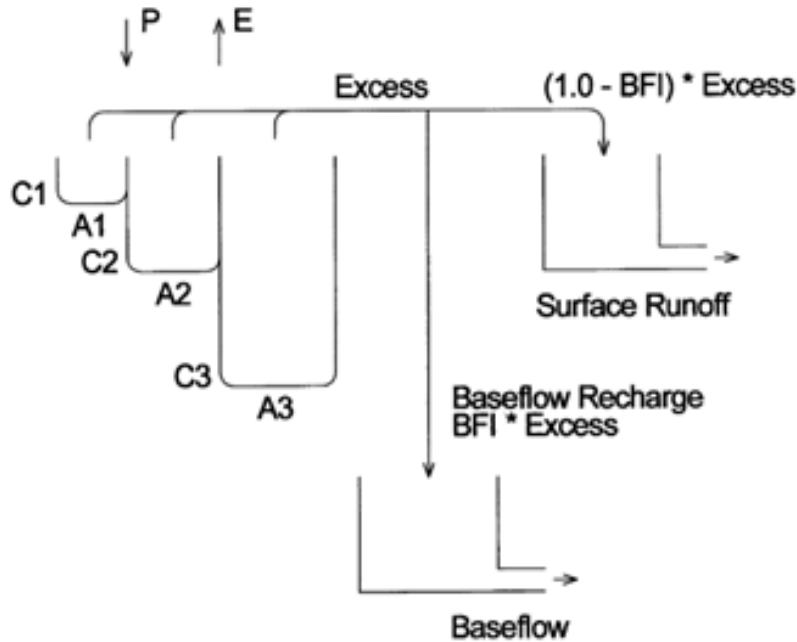 P
E
Excess
(1.0 - BFI) * Excess
C1
A1
C2
A2
Surface Runoff
C3
A3
Baseflow Recharge
BFI * Excess
Baseflow